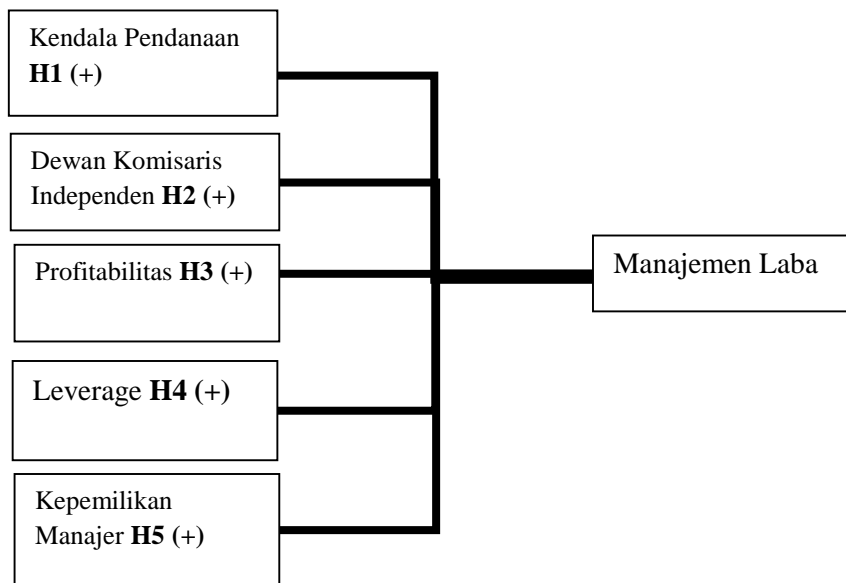 Kendala Pendanaan
H1 (+)
Dewan Komisaris
Independen H2 (+)
Profitabilitas H3 (+)
Manajemen Laba
Leverage H4 (+)
Kepemilikan
Manajer H5 (+)